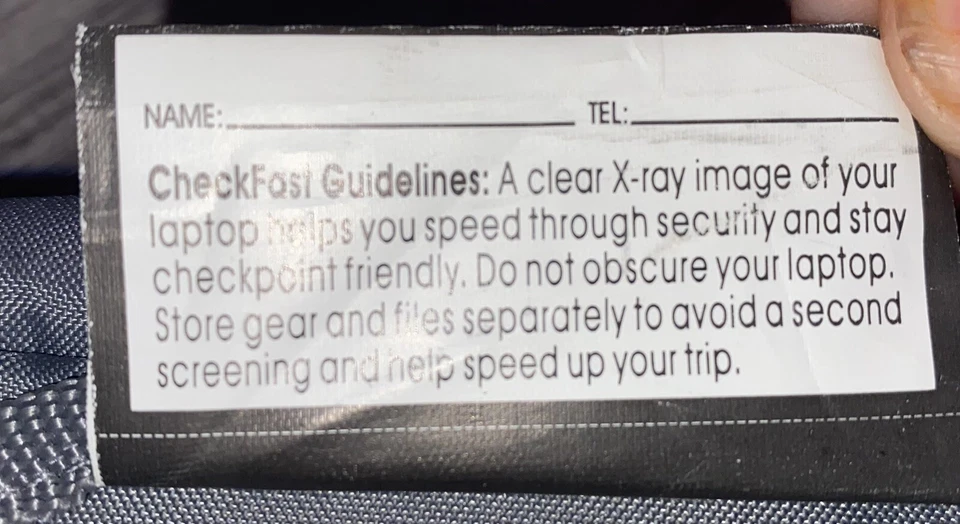 NAME:____________________ TEL:________________
CheckFast Guidelines: A clear X-ray image of your
laptop helps you speed through security and stay
checkpoint friendly. Do not obscure your laptop.
Store gear and files separately to avoid a second
screening and help speed up your trip.